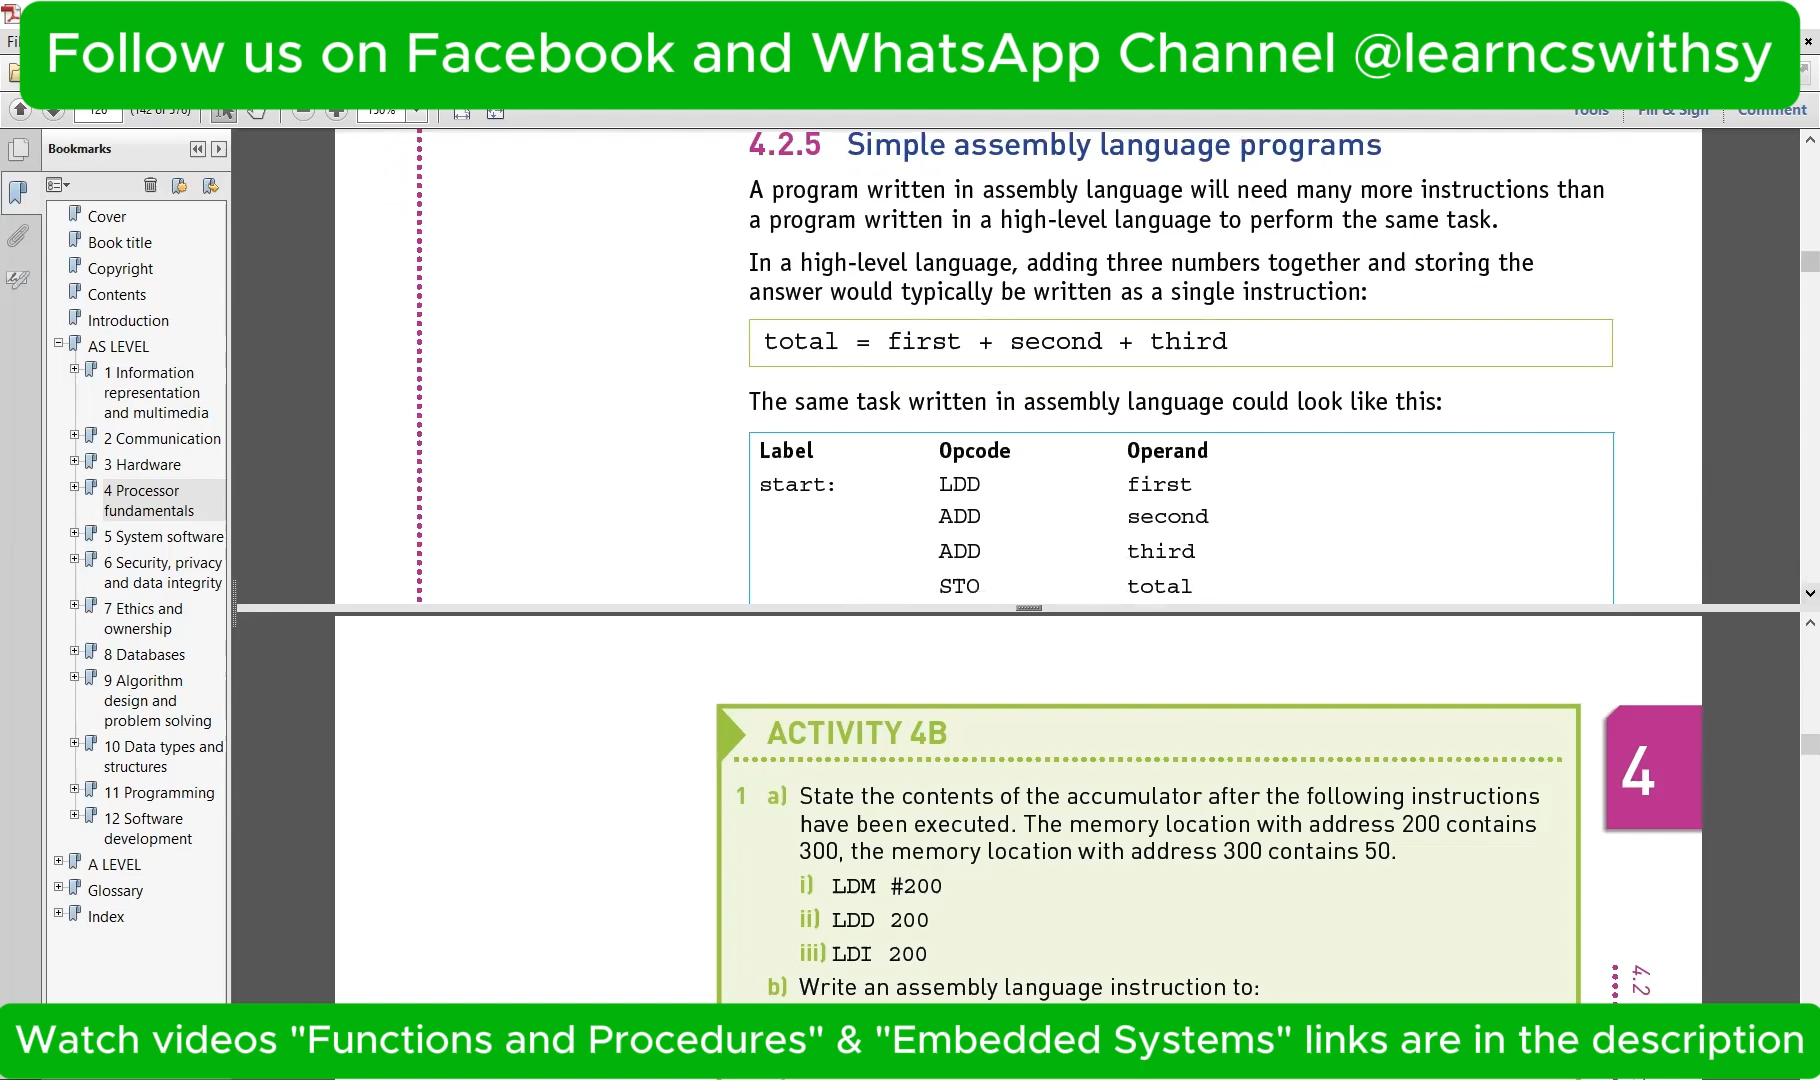 Follow us on Facebook and WhatsApp Channel @learncswithsy
Tools Fill & Sign Comment
Bookmarks
Cover
Book title
Copyright
Contents
Introduction
AS LEVEL
1 Information
representation
and multimedia
2 Communication
3 Hardware
4 Processor
fundamentals
5 System software
6 Security, privacy
and data integrity
7 Ethics and
ownership
8 Databases
9 Algorithm
design and
problem solving
10 Data types and
structures
11 Programming
12 Software
development
A LEVEL
Glossary
Index
4.2.5 Simple assembly language programs
A program written in assembly language will need many more instructions than
a program written in a high-level language to perform the same task.
In a high-level language, adding three numbers together and storing the
answer would typically be written as a single instruction:
total = first + second + third
The same task written in assembly language could look like this:
Label Opcode Operand
start: LDD first
ADD second
ADD third
STO total
ACTIVITY 4B
4
1 a) State the contents of the accumulator after the following instructions
have been executed. The memory location with address 200 contains
300, the memory location with address 300 contains 50.
i) LDM #200
ii) LDD 200
iii) LDI 200
b) Write an assembly language instruction to:
4.2
Watch videos "Functions and Procedures" & "Embedded Systems" links are in the description